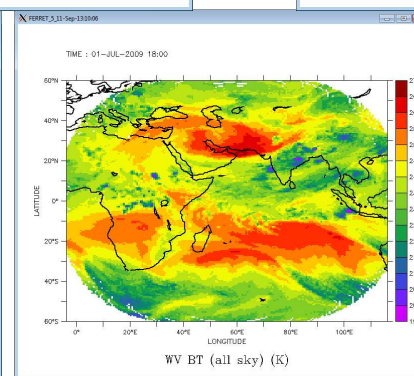 FERRET_5_11-Sep-13:10:06
TIME : 01-JUL-2009 18:00
60°N
40°N
20°N
0°
20°S
40°S
60°S
LATITUDE
0° 20°E 40°E 60°E 80°E 100°E
LONGITUDE
WV BT (all sky) (K)